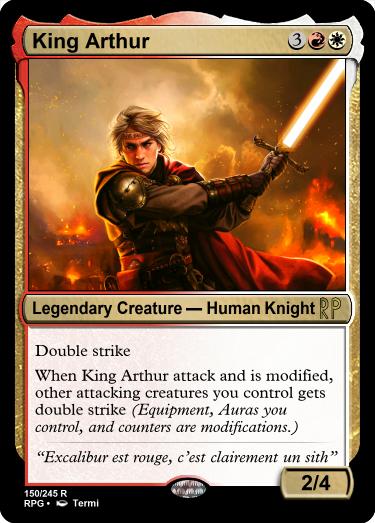 King Arthur 3
Legendary Creature — Human Knight RP
Double strike
When King Arthur attack and is modified,
other attacking creatures you control gets
double strike (Equipment, Auras you
control, and counters are modifications.)
“Excalibur est rouge, c’est clairement un sith”
2/4
150/245 R
RPG • Termi